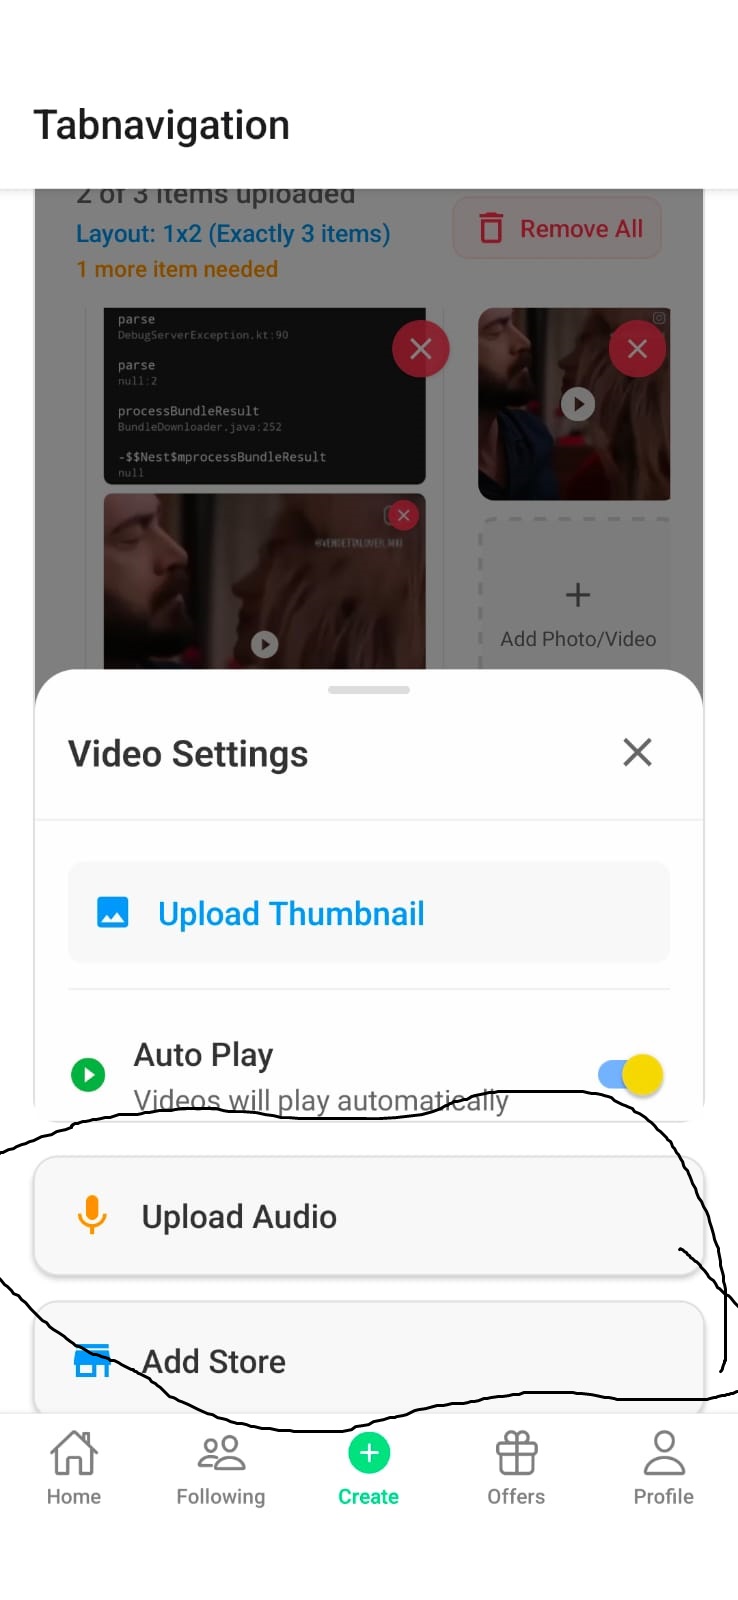 Tabnavigation
2 of 3 items uploaded
Layout: 1x2 (Exactly 3 items)
Remove All
1 more item needed
parse
DebugServerException.kt:90
parse
null:2
processBundleResult
BundleDownloader.java:252
-$$Nest$mprocessBundleResult
null
Add Photo/Video
Video Settings
Upload Thumbnail
Auto Play
Videos will play automatically
Upload Audio
Add Store
Home
Following
Create
Offers
Profile